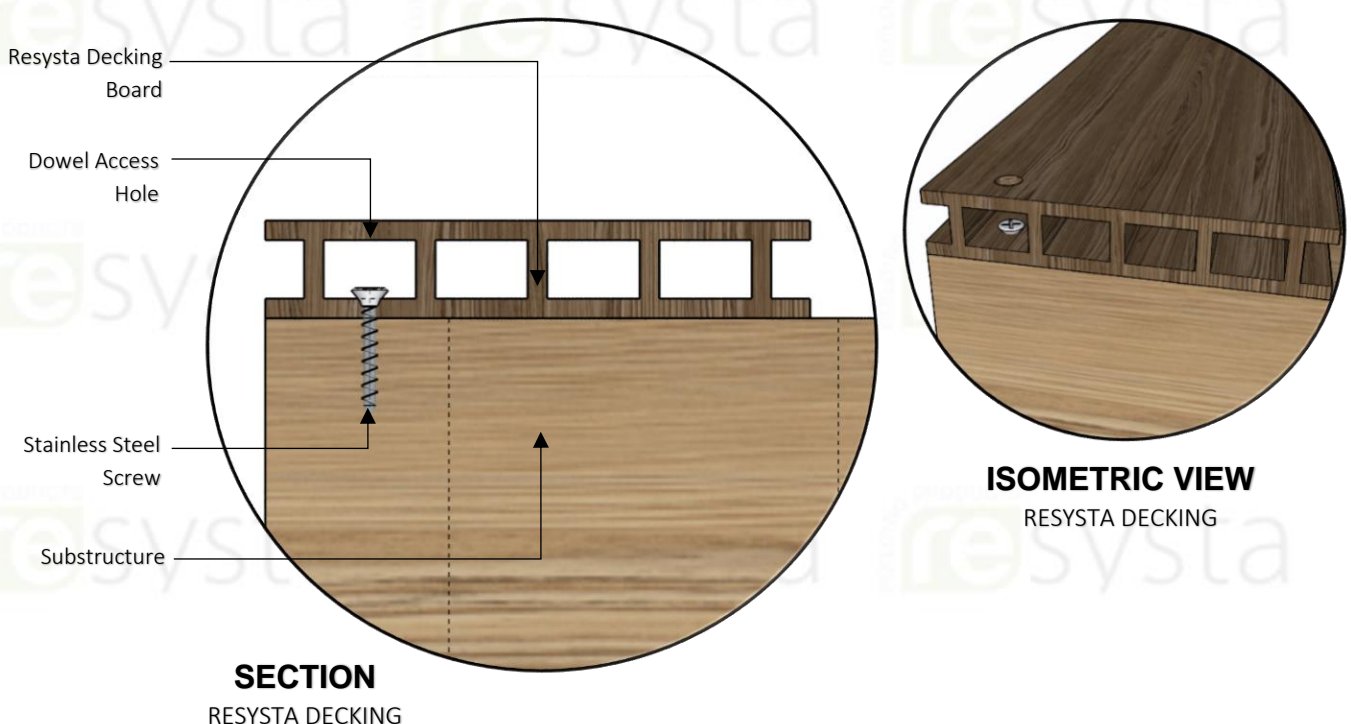 Resysta Decking
Board
Dowel Access
Hole
Stainless Steel
Screw
Substructure
SECTION
RESYSTA DECKING
ISOMETRIC VIEW
RESYSTA DECKING
resysta
resysta
resysta
resysta
resysta
resysta